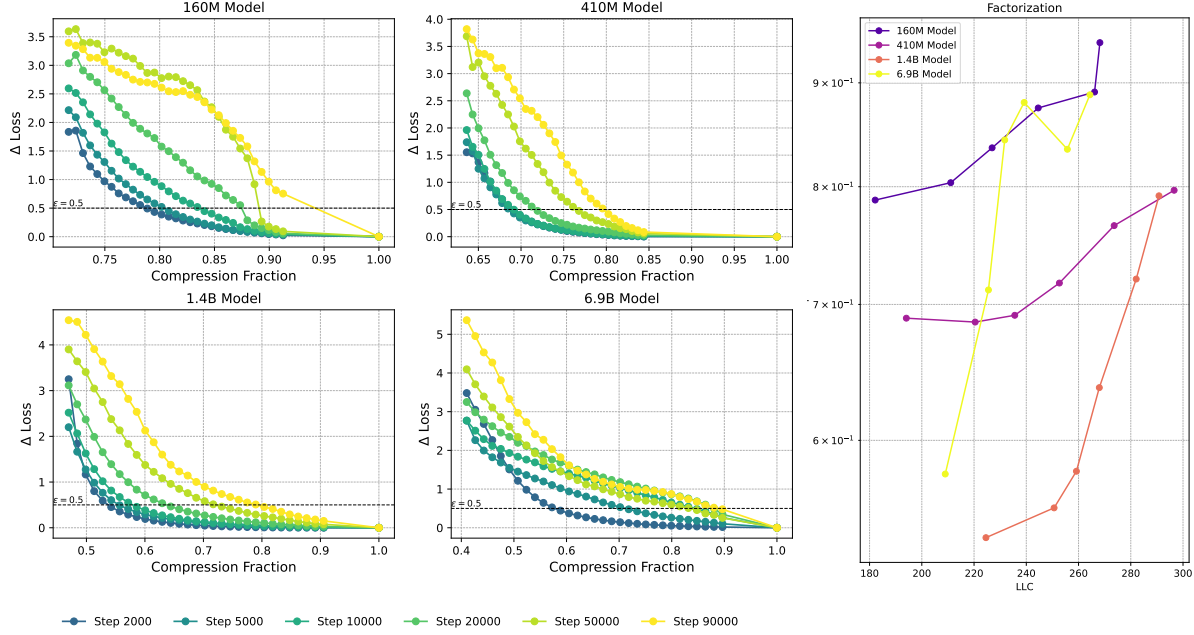 160M Model
3.5
3.0
2.5
2.0
1.5
1.0
0.5
0.0
Δ Loss
ε = 0.5
0.75
0.80
0.85
0.90
0.95
1.00
Compression Fraction
410M Model
4.0
3.5
3.0
2.5
2.0
1.5
1.0
0.5
0.0
Δ Loss
ε = 0.5
0.65
0.70
0.75
0.80
0.85
0.90
0.95
1.00
Compression Fraction
1.4B Model
4
3
2
1
0
Δ Loss
ε = 0.5
0.5
0.6
0.7
0.8
0.9
1.0
Compression Fraction
6.9B Model
5
4
3
2
1
0
Δ Loss
ε = 0.5
0.4
0.5
0.6
0.7
0.8
0.9
1.0
Compression Fraction
Factorization
160M Model
410M Model
1.4B Model
6.9B Model
9 × 10⁻¹
8 × 10⁻¹
7 × 10⁻¹
6 × 10⁻¹
180
200
220
240
260
280
300
LLC
Step 2000
Step 5000
Step 10000
Step 20000
Step 50000
Step 90000